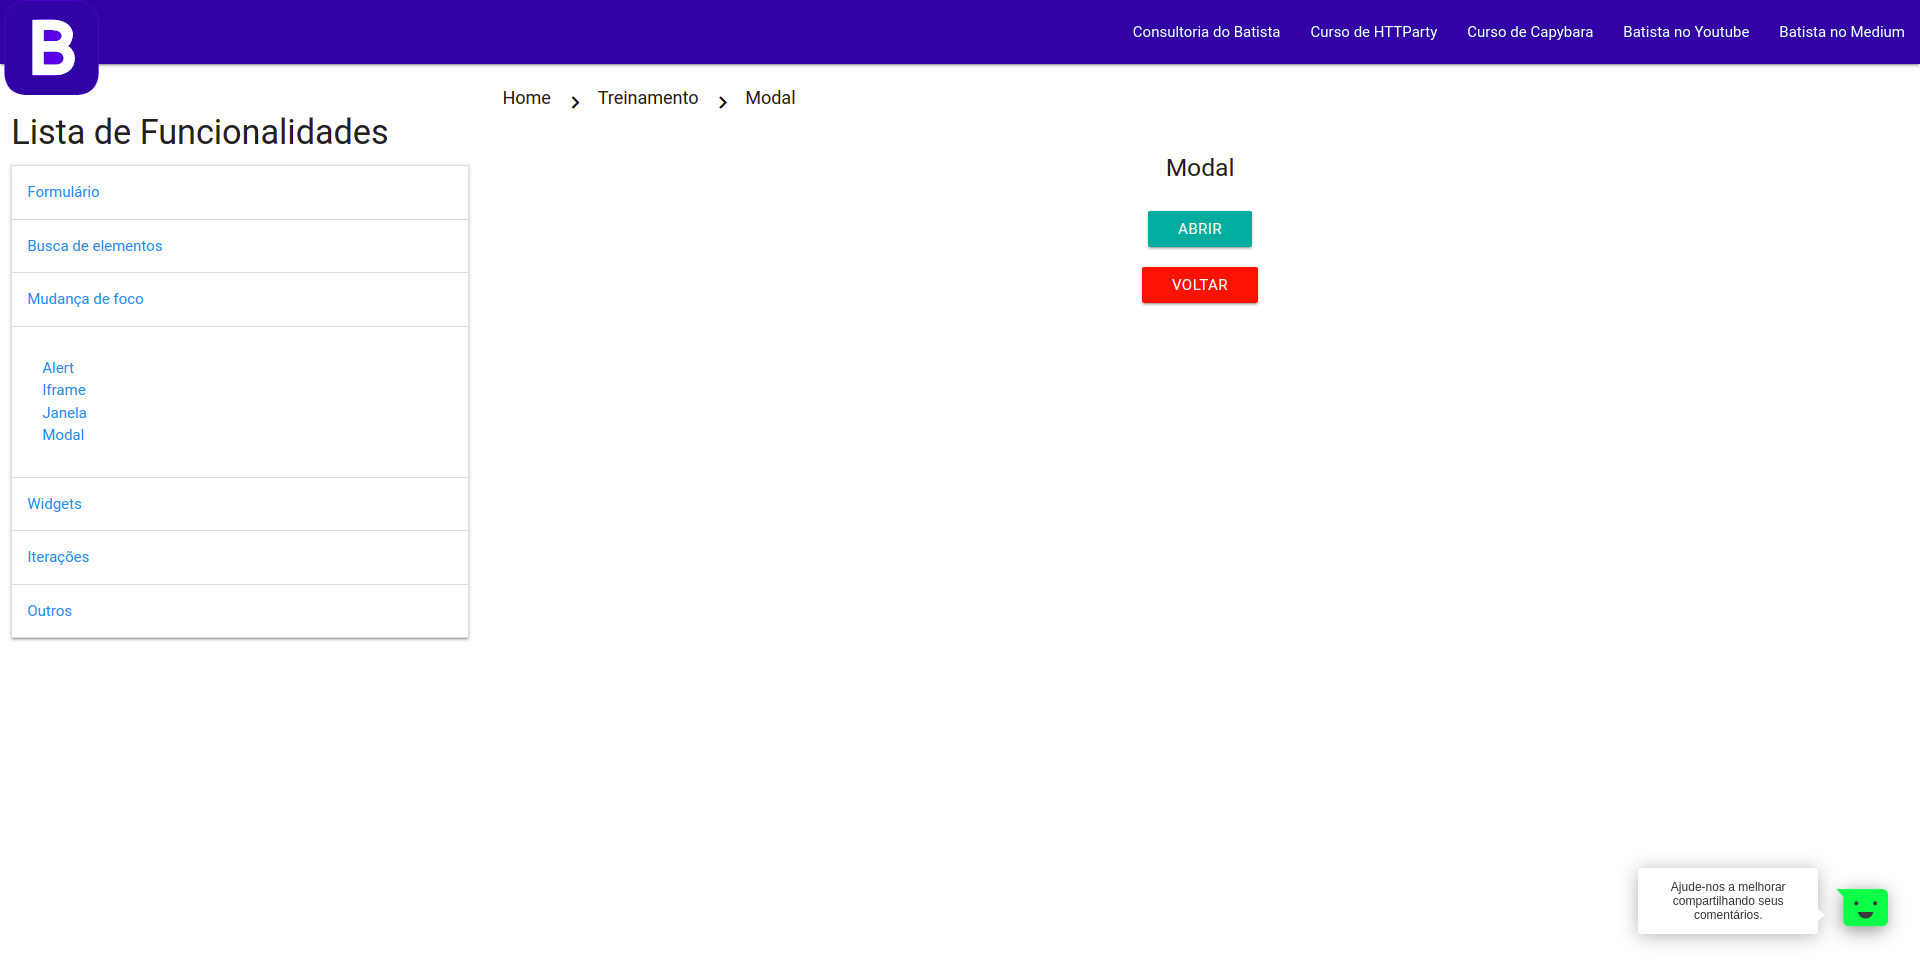 B
Consultoria do Batista
Curso de HTTParty
Curso de Capybara
Batista no Youtube
Batista no Medium
Lista de Funcionalidades
Formulário
Busca de elementos
Mudança de foco
Alert
Iframe
Janela
Modal
Widgets
Iterações
Outros
Home
Treinamento
Modal
Modal
ABRIR
VOLTAR
Ajude-nos a melhorar
compartilhando seus
comentários.